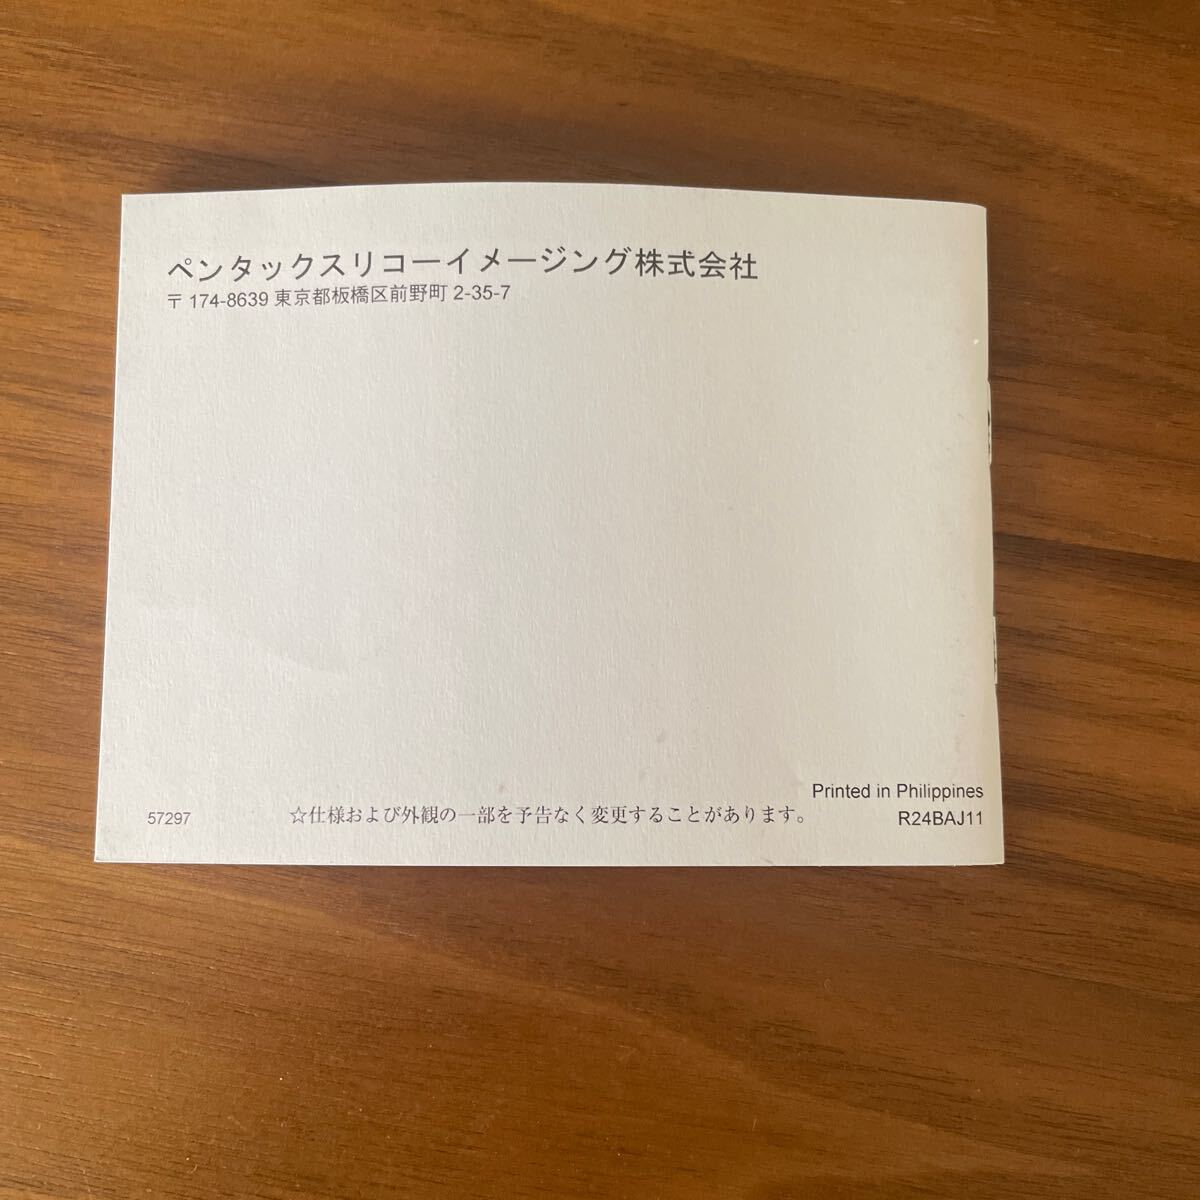 ペンタックスリコーイメージング株式会社
〒174-8639 東京都板橋区前野町 2-35-7
Printed in Philippines
57297 ☆仕様および外観の一部を予告なく変更することがあります。 R24BAJ11